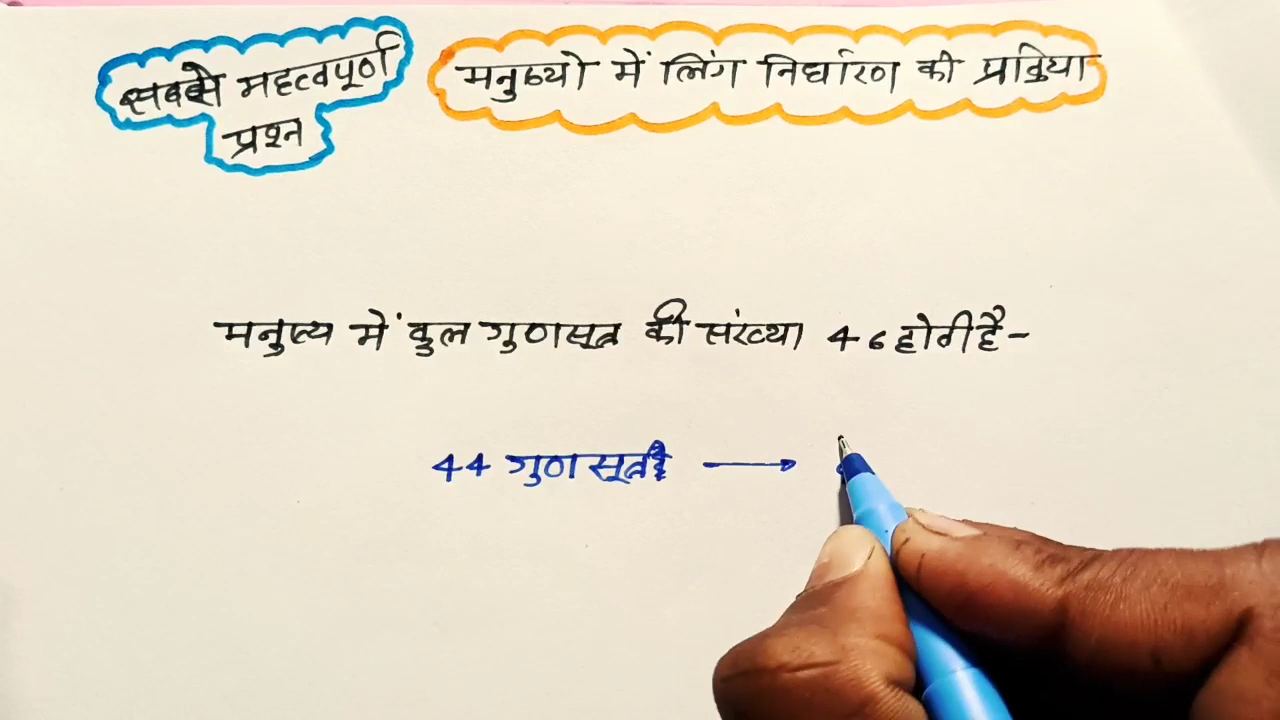 सबसे महत्वपूर्ण
प्रश्न
मनुष्यो में लिंग निर्धारण की प्रक्रिया
मनुष्य में कुल गुणसूत्र की संख्या 46 होती है -
44 गुणसूत्र →